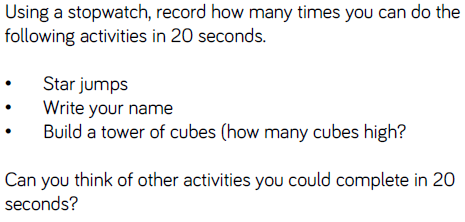 Using a stopwatch, record how many times you can do the
following activities in 20 seconds.
• Star jumps
• Write your name
• Build a tower of cubes (how many cubes high?
Can you think of other activities you could complete in 20
seconds?